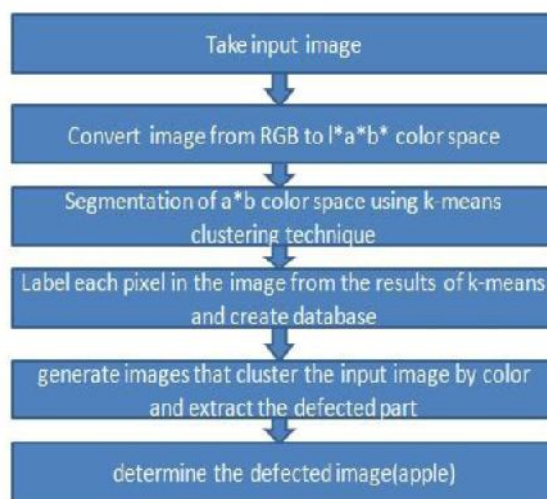 Take input image
Convert image from RGB to l*a*b* color space
Segmentation of a*b color space using k-means
clustering technique
Label each pixel in the image from the results of k-means
and create database
generate images that cluster the input image by color
and extract the defected part
determine the defected image(apple)